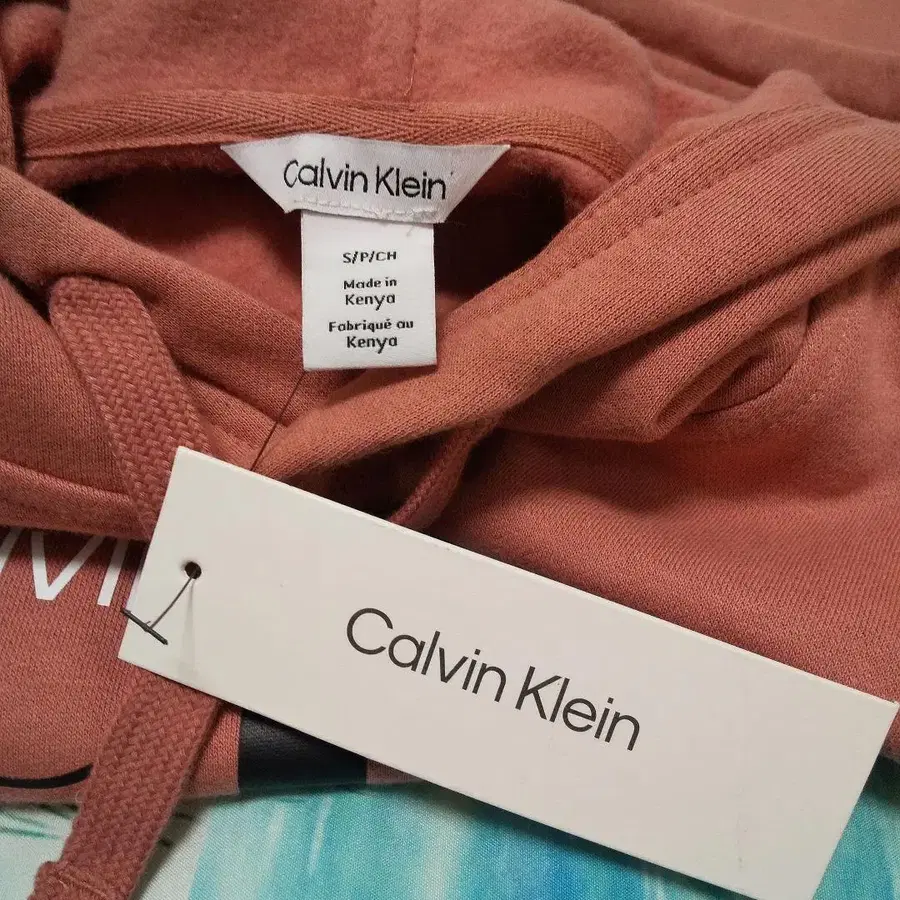 Calvin Klein
S/P/CH
Made in
Kenya
Fabriqué au
Kenya
Calvin Klein